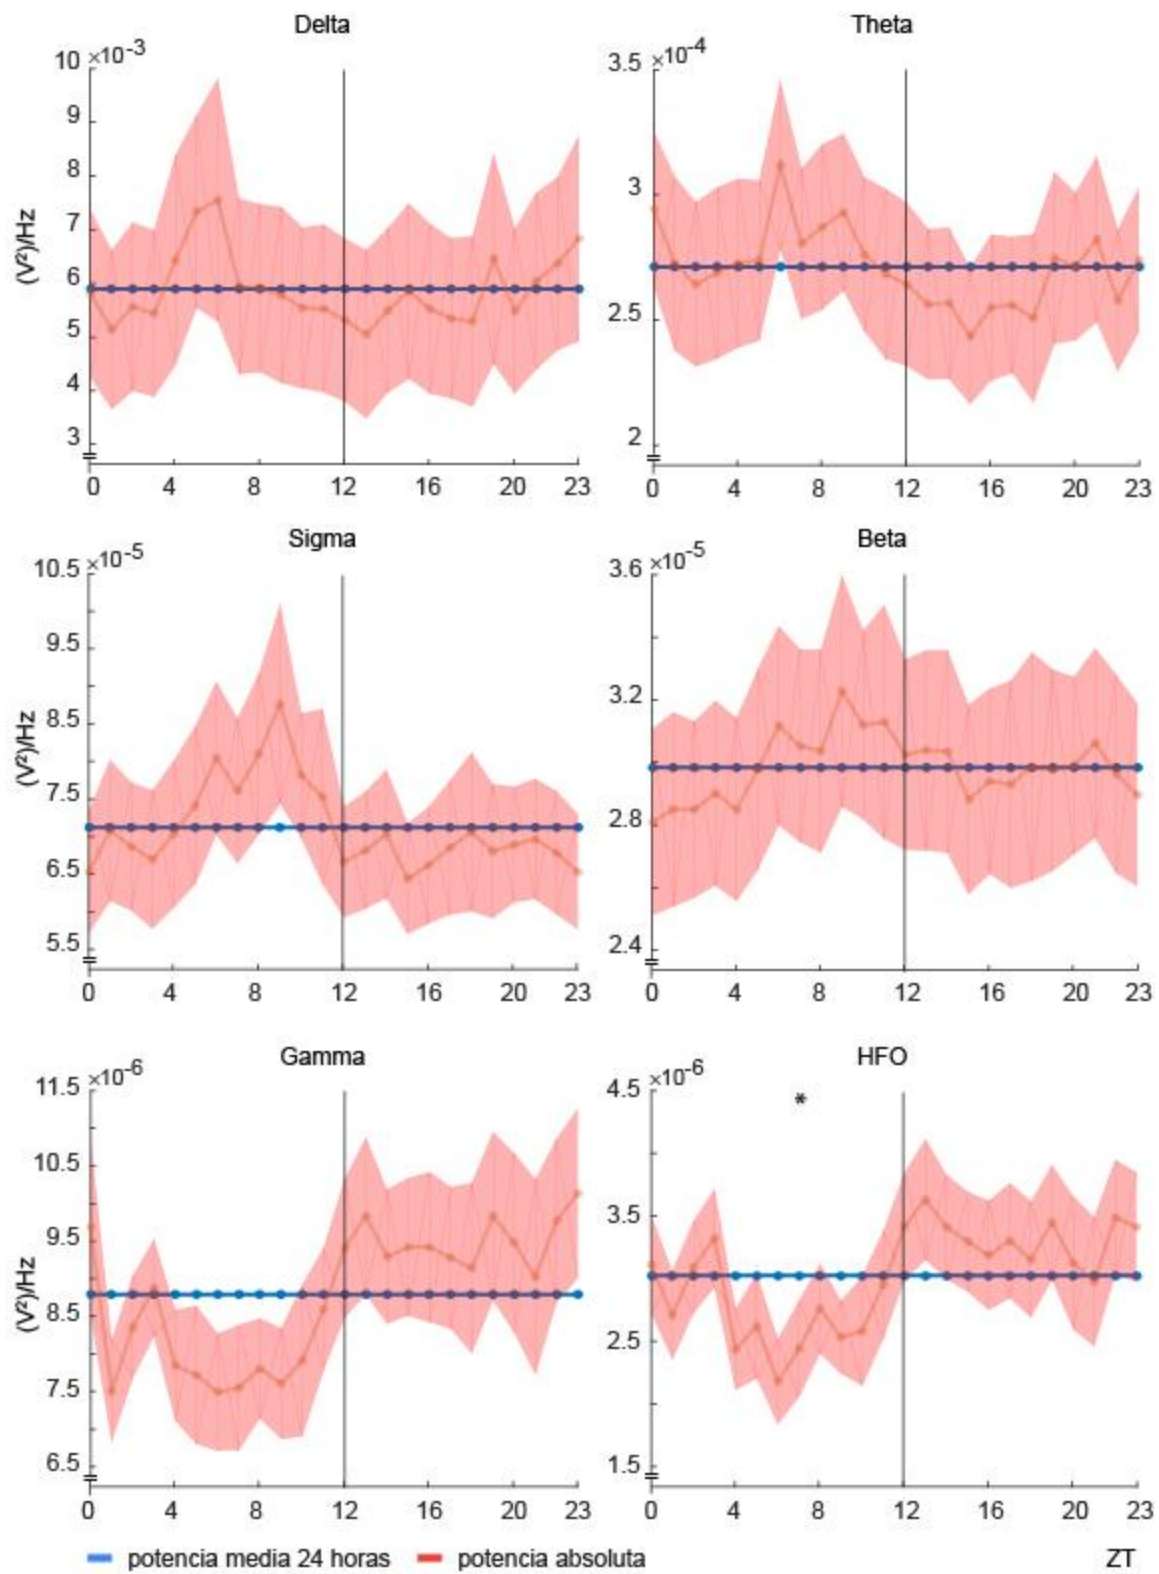 Delta
10 ×10⁻³
9
8
7
6
5
4
3
(V²)/Hz
0 4 8 12 16 20 23
Theta
3.5 ×10⁻⁴
3
2.5
2
0 4 8 12 16 20 23
Sigma
10.5 ×10⁻⁵
9.5
8.5
7.5
6.5
5.5
(V²)/Hz
0 4 8 12 16 20 23
Beta
3.6 ×10⁻⁵
3.2
2.8
2.4
0 4 8 12 16 20 23
Gamma
11.5 ×10⁻⁶
10.5
9.5
8.5
7.5
6.5
(V²)/Hz
0 4 8 12 16 20 23
HFO
4.5 ×10⁻⁶
*
3.5
2.5
1.5
0 4 8 12 16 20 23
potencia media 24 horas potencia absoluta ZT